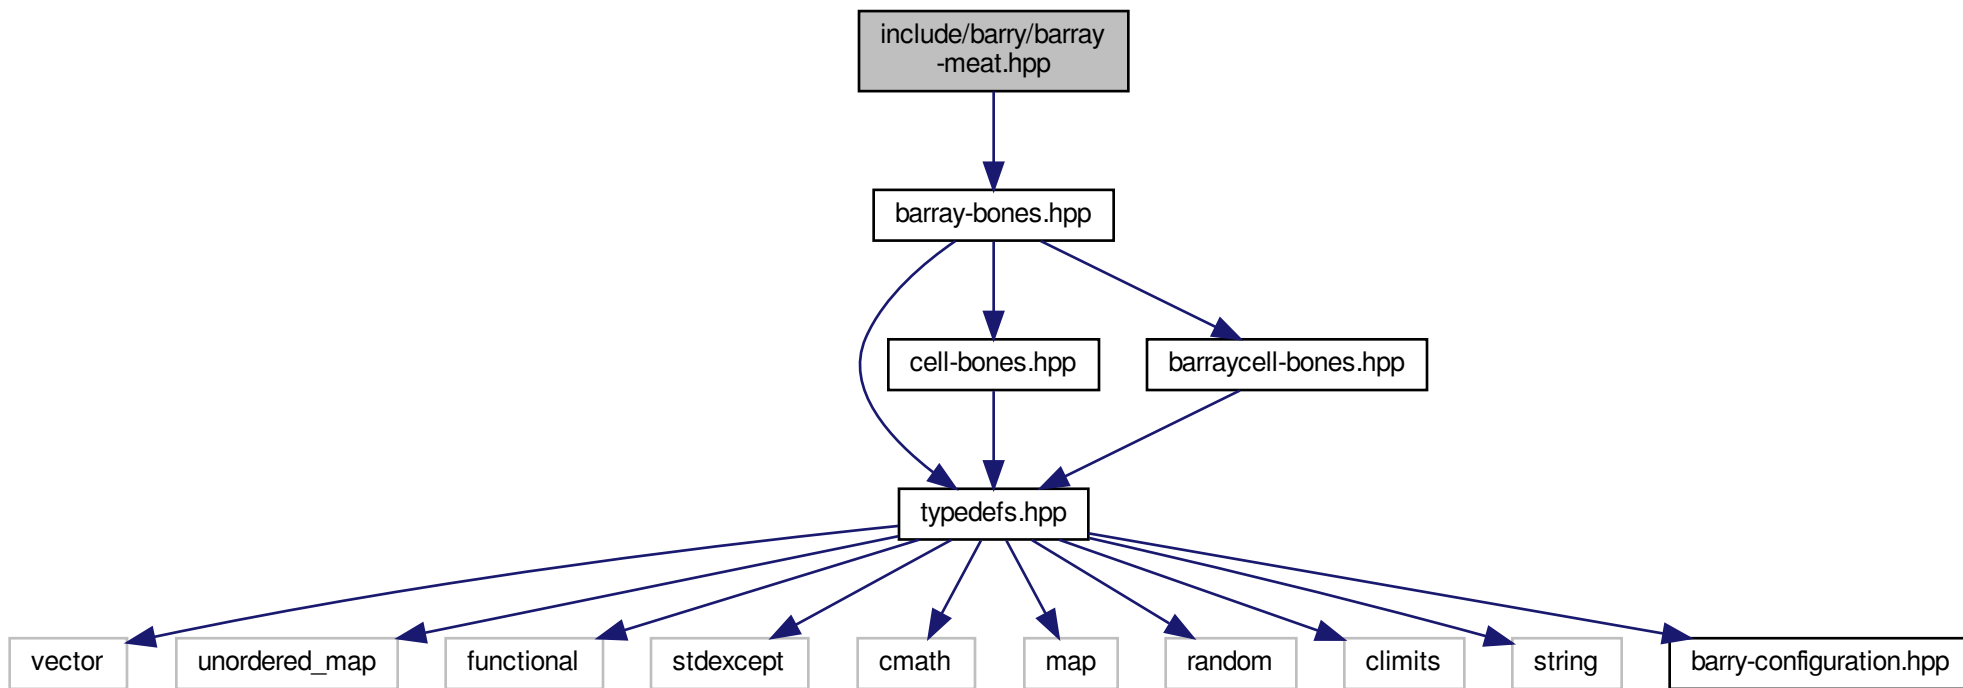 include/barry/barray
-meat.hpp
barray-bones.hpp
cell-bones.hpp
barraycell-bones.hpp
typedefs.hpp
vector
unordered_map
functional
stdexcept
cmath
map
random
climits
string
barry-configuration.hpp